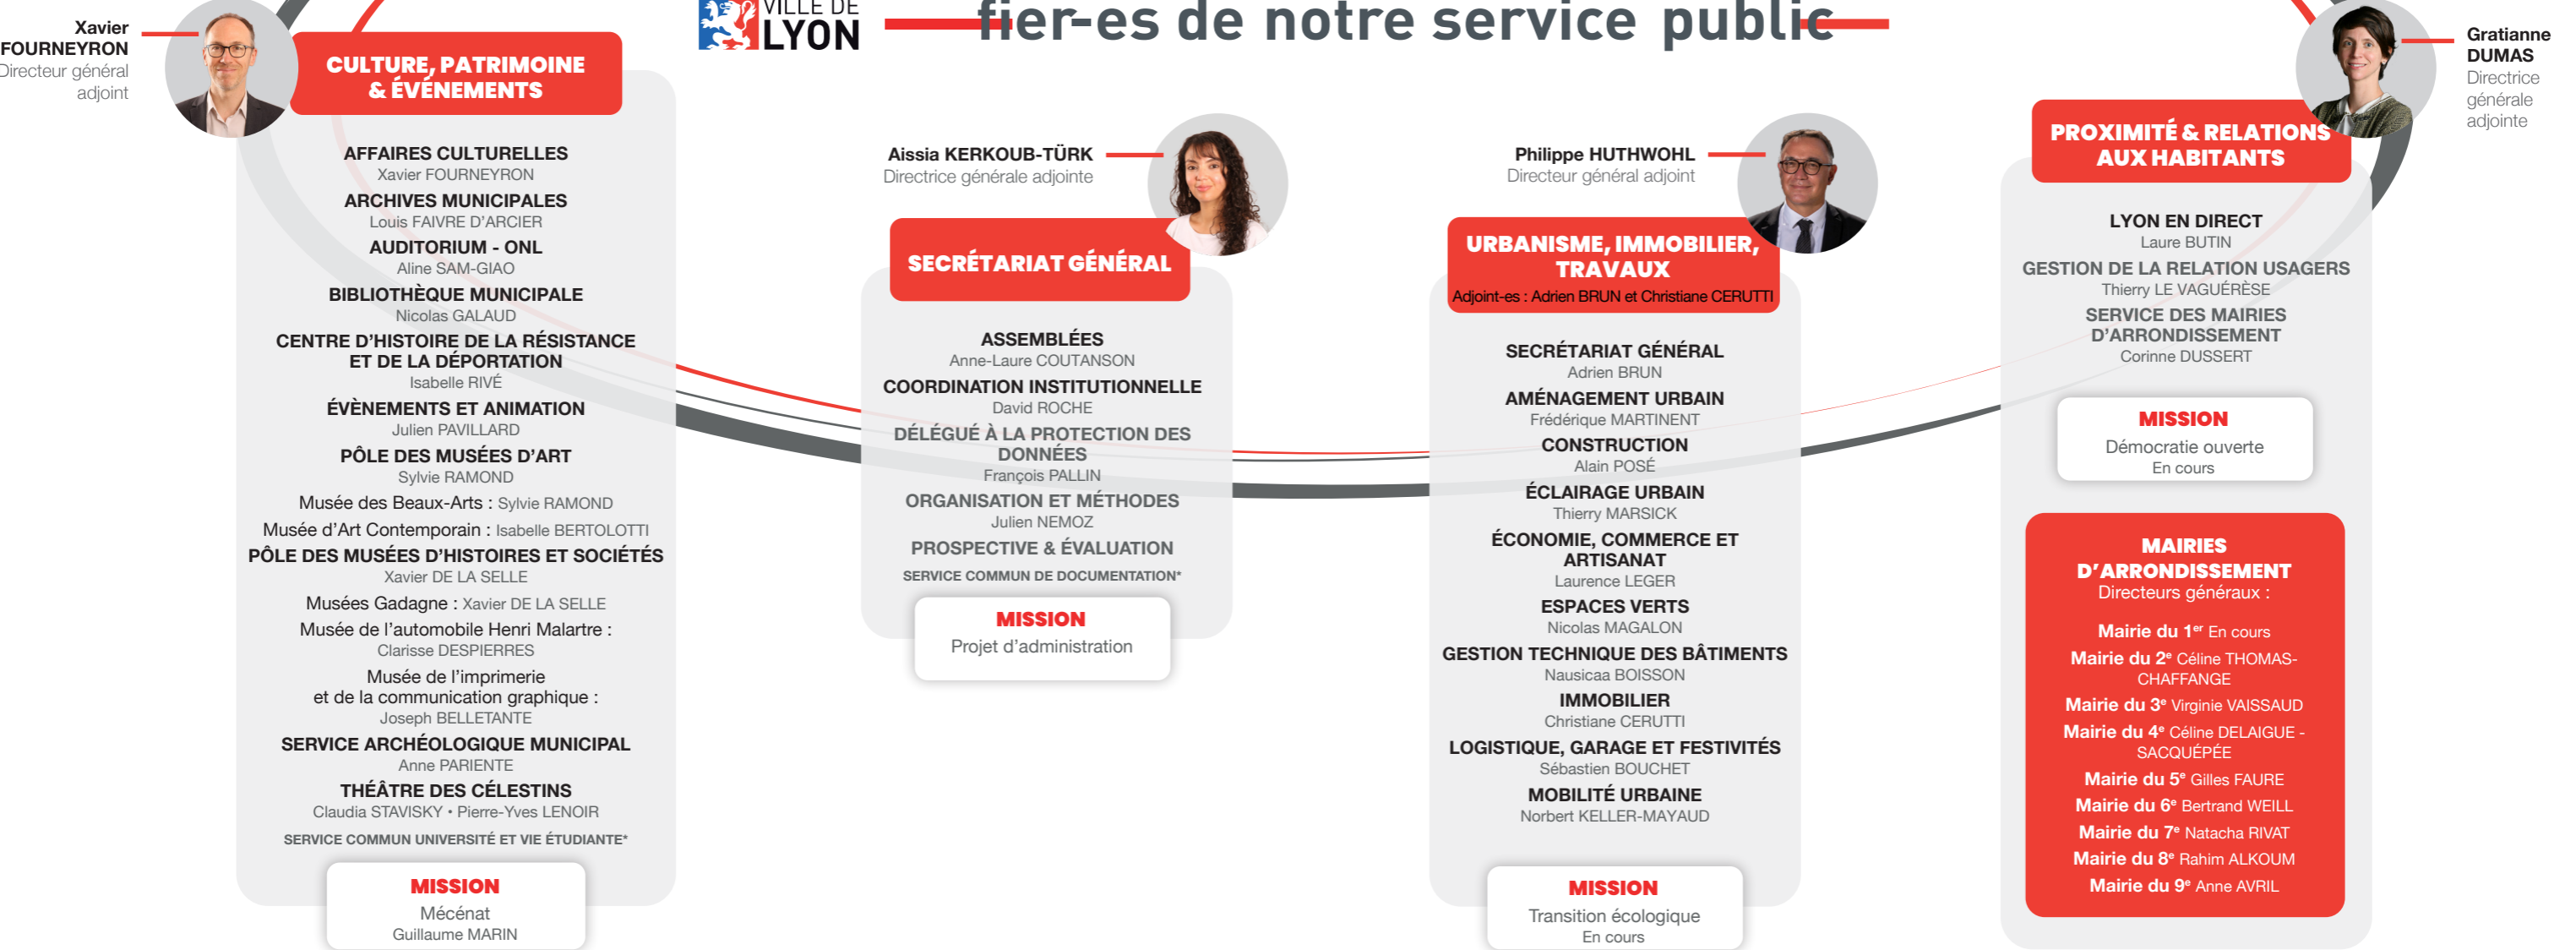 VILLE DE
LYON
fier-es de notre service public
Xavier
FOURNEYRON
Directeur général
adjoint
CULTURE, PATRIMOINE
& ÉVÉNEMENTS
AFFAIRES CULTURELLES
Xavier FOURNEYRON
ARCHIVES MUNICIPALES
Louis FAIVRE D'ARCIER
AUDITORIUM - ONL
Aline SAM-GIAO
BIBLIOTHÈQUE MUNICIPALE
Nicolas GALAUD
CENTRE D'HISTOIRE DE LA RÉSISTANCE
ET DE LA DÉPORTATION
Isabelle RIVÉ
ÉVÈNEMENTS ET ANIMATION
Julien PAVILLARD
PÔLE DES MUSÉES D'ART
Sylvie RAMOND
Musée des Beaux-Arts : Sylvie RAMOND
Musée d'Art Contemporain : Isabelle BERTOLOTTI
PÔLE DES MUSÉES D'HISTOIRES ET SOCIÉTÉS
Xavier DE LA SELLE
Musées Gadagne : Xavier DE LA SELLE
Musée de l'automobile Henri Malartre :
Clarisse DESPIERRES
Musée de l'imprimerie
et de la communication graphique :
Joseph BELLETANTE
SERVICE ARCHÉOLOGIQUE MUNICIPAL
Anne PARIENTE
THÉÂTRE DES CÉLESTINS
Claudia STAVISKY • Pierre-Yves LENOIR
SERVICE COMMUN UNIVERSITÉ ET VIE ÉTUDIANTE*
MISSION
Mécénat
Guillaume MARIN
Aissia KERKOUB-TÜRK
Directrice générale adjointe
SECRÉTARIAT GÉNÉRAL
ASSEMBLÉES
Anne-Laure COUTANSON
COORDINATION INSTITUTIONNELLE
David ROCHE
DÉLÉGUÉ À LA PROTECTION DES
DONNÉES
François PALLIN
ORGANISATION ET MÉTHODES
Julien NEMOZ
PROSPECTIVE & ÉVALUATION
SERVICE COMMUN DE DOCUMENTATION*
MISSION
Projet d'administration
Philippe HUTHWOHL
Directeur général adjoint
URBANISME, IMMOBILIER,
TRAVAUX
Adjoint-es : Adrien BRUN et Christiane CERUTTI
SECRÉTARIAT GÉNÉRAL
Adrien BRUN
AMÉNAGEMENT URBAIN
Frédérique MARTINENT
CONSTRUCTION
Alain POSÉ
ÉCLAIRAGE URBAIN
Thierry MARSICK
ÉCONOMIE, COMMERCE ET
ARTISANAT
Laurence LEGER
ESPACES VERTS
Nicolas MAGALON
GESTION TECHNIQUE DES BÂTIMENTS
Nausicaa BOISSON
IMMOBILIER
Christiane CERUTTI
LOGISTIQUE, GARAGE ET FESTIVITÉS
Sébastien BOUCHET
MOBILITÉ URBAINE
Norbert KELLER-MAYAUD
MISSION
Transition écologique
En cours
Gratianne
DUMAS
Directrice
générale
adjointe
PROXIMITÉ & RELATIONS
AUX HABITANTS
LYON EN DIRECT
Laure BUTIN
GESTION DE LA RELATION USAGERS
Thierry LE VAGUÉRÈSE
SERVICE DES MAIRIES
D'ARRONDISSEMENT
Corinne DUSSERT
MISSION
Démocratie ouverte
En cours
MAIRIES
D'ARRONDISSEMENT
Directeurs généraux :
Mairie du 1er En cours
Mairie du 2e Céline THOMAS-
CHAFFANGE
Mairie du 3e Virginie VAISSAUD
Mairie du 4e Céline DELAIGUE -
SACQUÉPÉE
Mairie du 5e Gilles FAURE
Mairie du 6e Bertrand WEILL
Mairie du 7e Natacha RIVAT
Mairie du 8e Rahim ALKOUM
Mairie du 9e Anne AVRIL